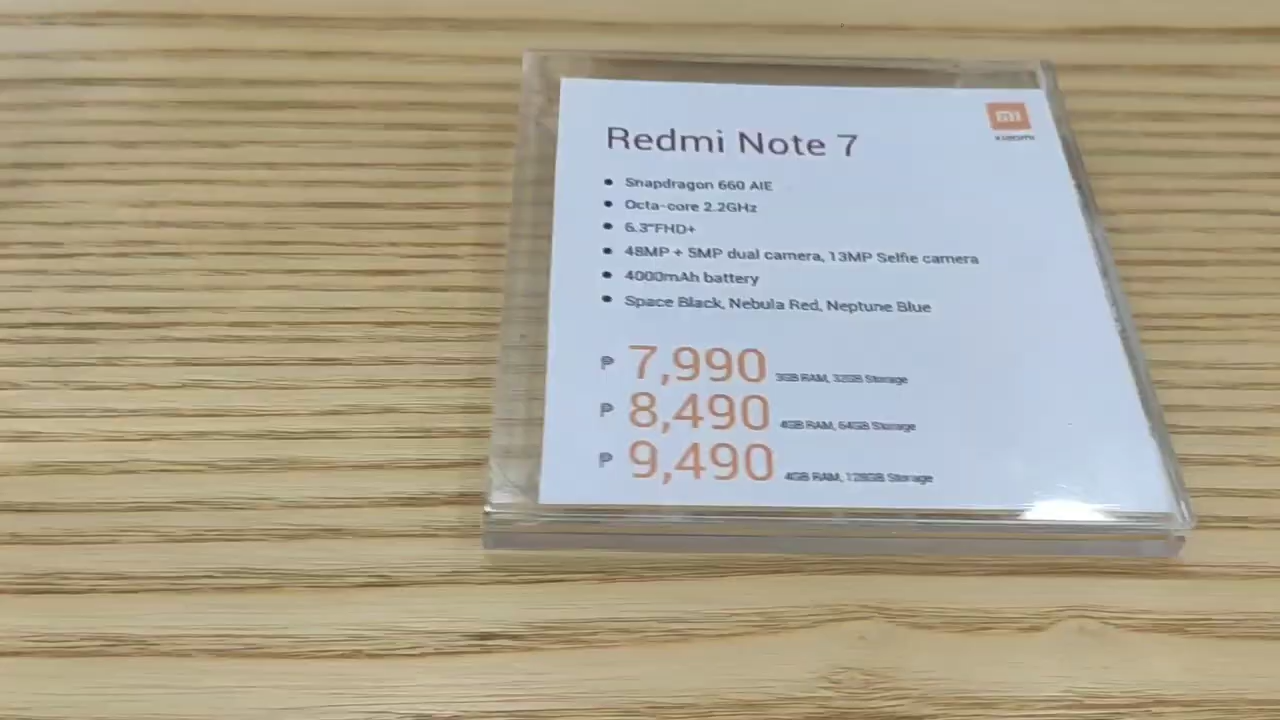 mi
XIAOMI
Redmi Note 7
• Snapdragon 660 AIE
• Octa-core 2.2GHz
• 6.3"FHD+
• 48MP + 5MP dual camera, 13MP Selfie camera
• 4000mAh battery
• Space Black, Nebula Red, Neptune Blue
₱ 7,990 3GB RAM, 32GB Storage
₱ 8,490 4GB RAM, 64GB Storage
₱ 9,490 4GB RAM, 128GB Storage